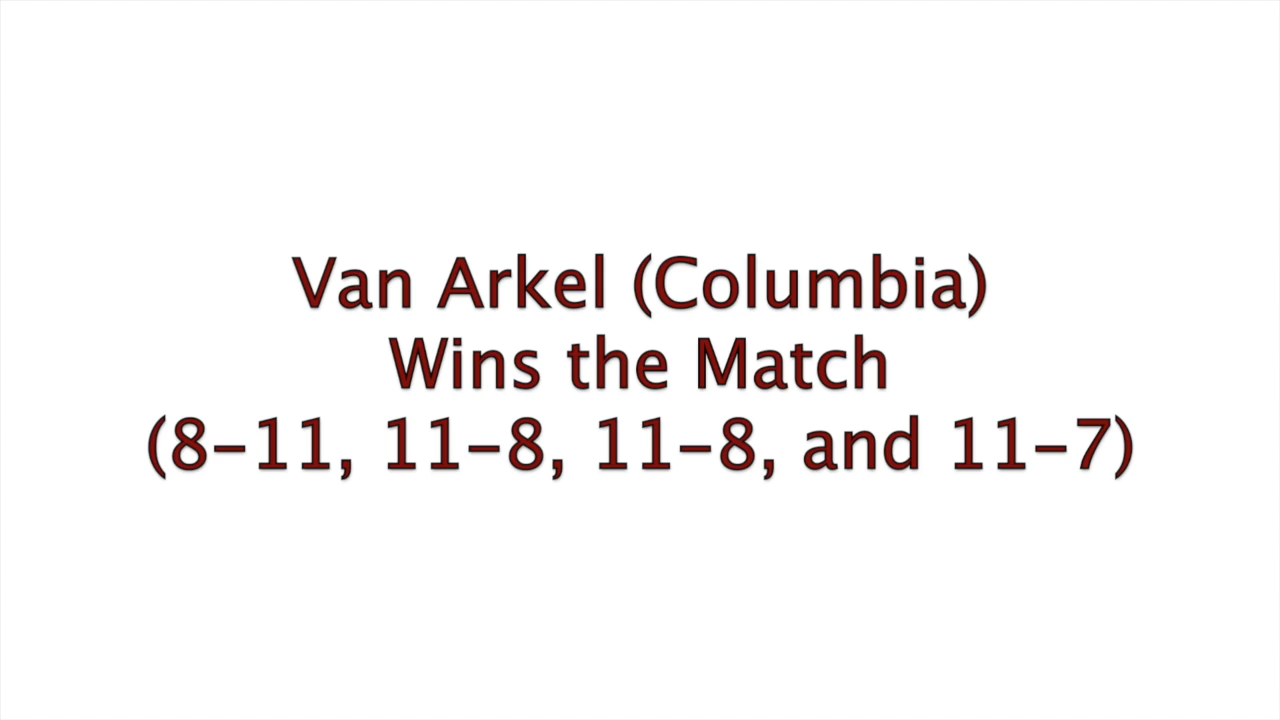 Van Arkel (Columbia)
Wins the Match
(8-11, 11-8, 11-8, and 11-7)